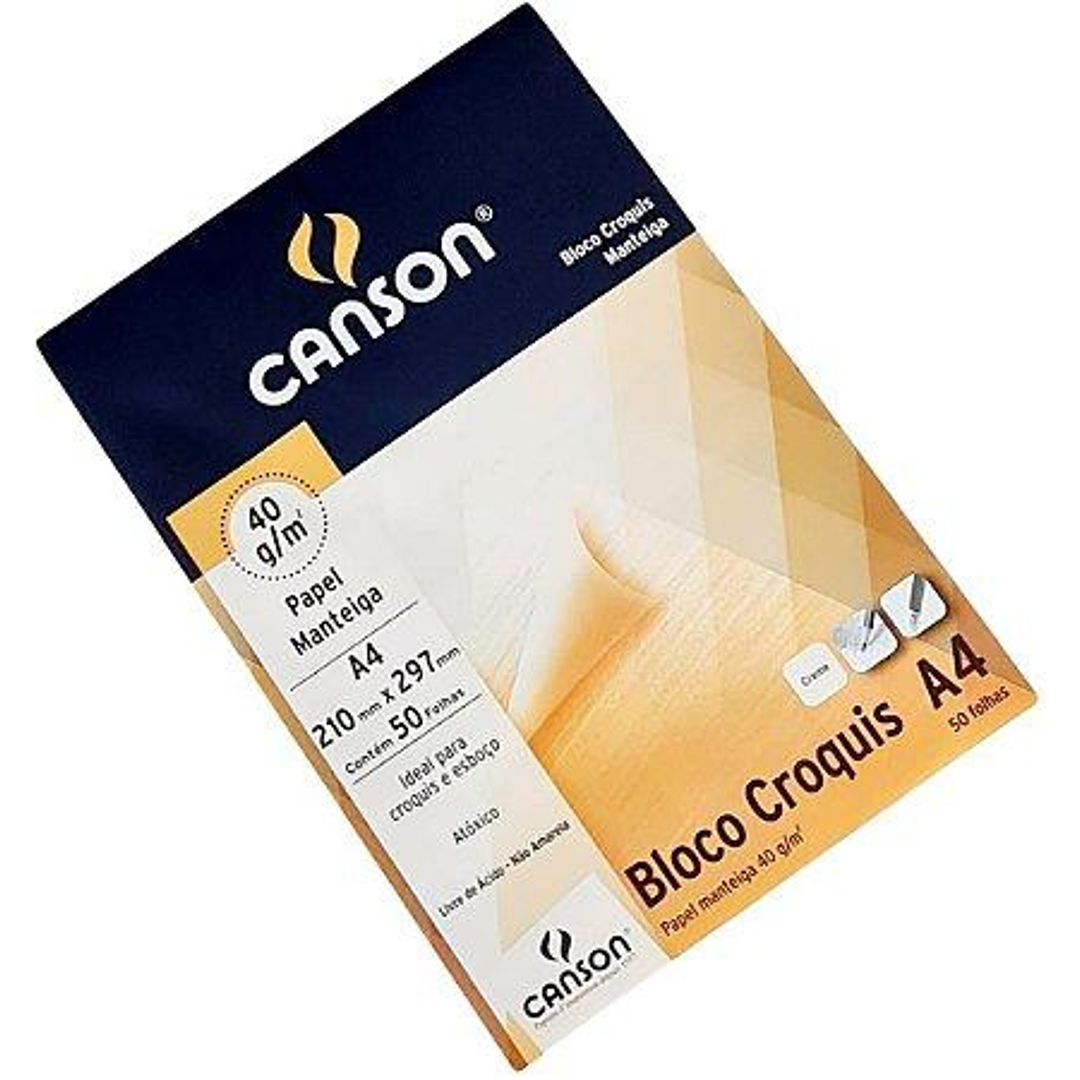 CANSON®
Bloco Croquis
Manteiga
40
g/m²
Papel
Manteiga
A4
210 mm x 297 mm
Contém 50 Folhas
Ideal para
croquis e esboço
Atóxico
Livre de Ácido - Não Amarela
CANSON
Creme
Bloco Croquis A4
50 folhas
Papel manteiga 40 g/m²